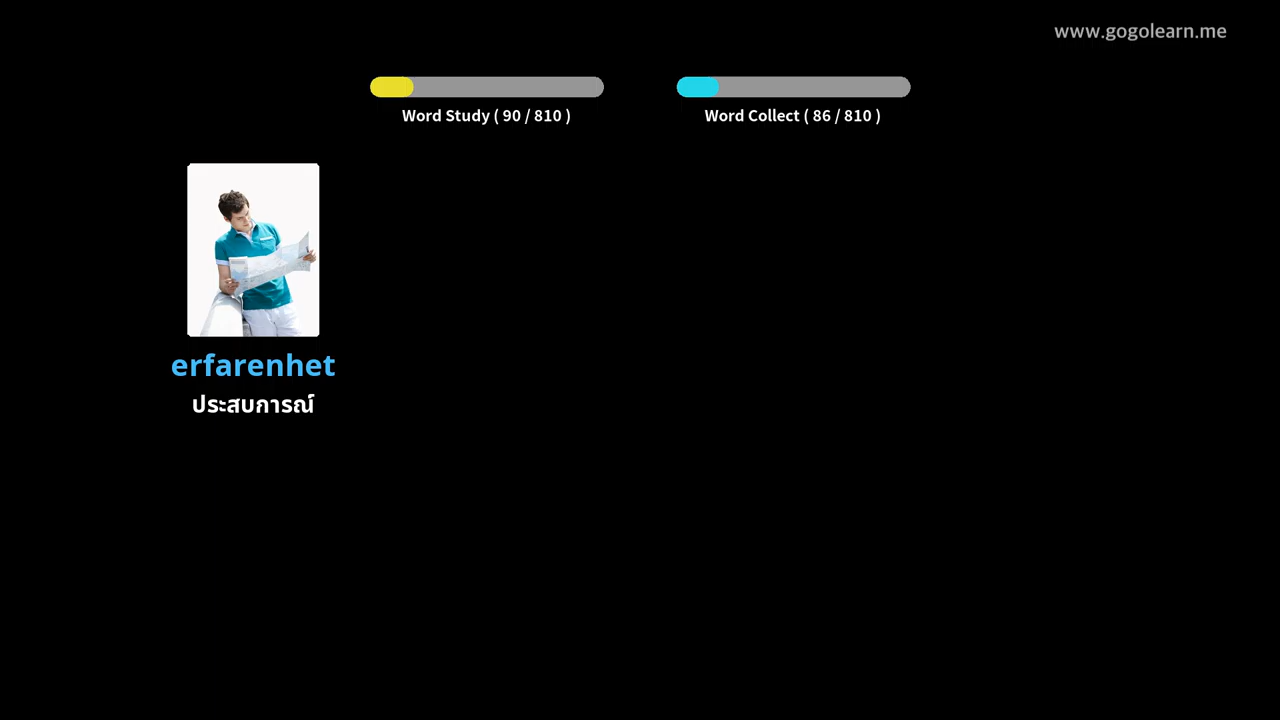 www.gogolearn.me
Word Study ( 90 / 810 )
Word Collect ( 86 / 810 )
erfarenhet
ประสบการณ์